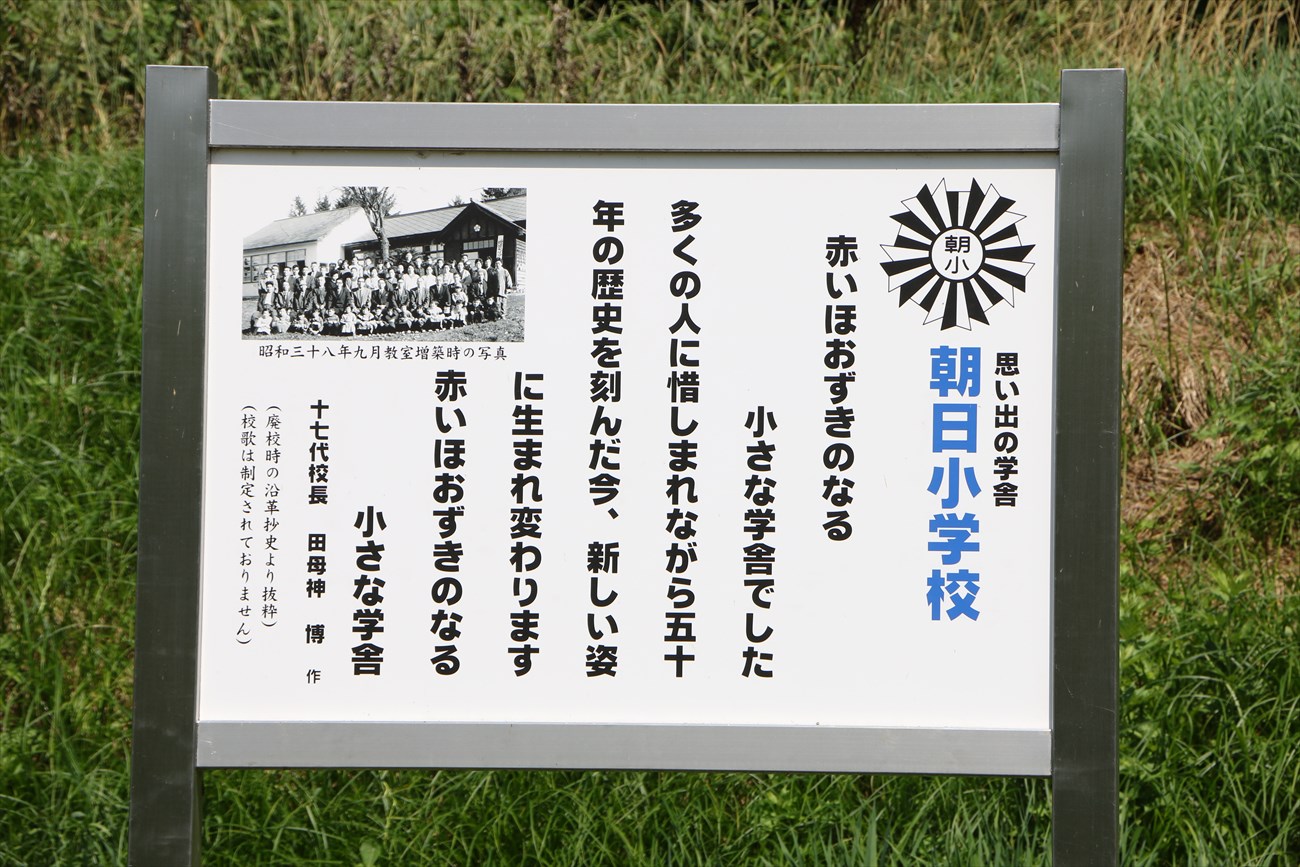 朝小
思い出の学舎
朝日小学校
赤いほおずきのなる
小さな学舎でした
多くの人に惜しまれながら五十
年の歴史を刻んだ今、新しい姿
に生まれ変わります
赤いほおずきのなる
小さな学舎
十七代校長 田母神 博 作
(廃校時の沿革抄史より抜粋)
(校歌は制定されておりません)
昭和三十八年九月教室増築時の写真